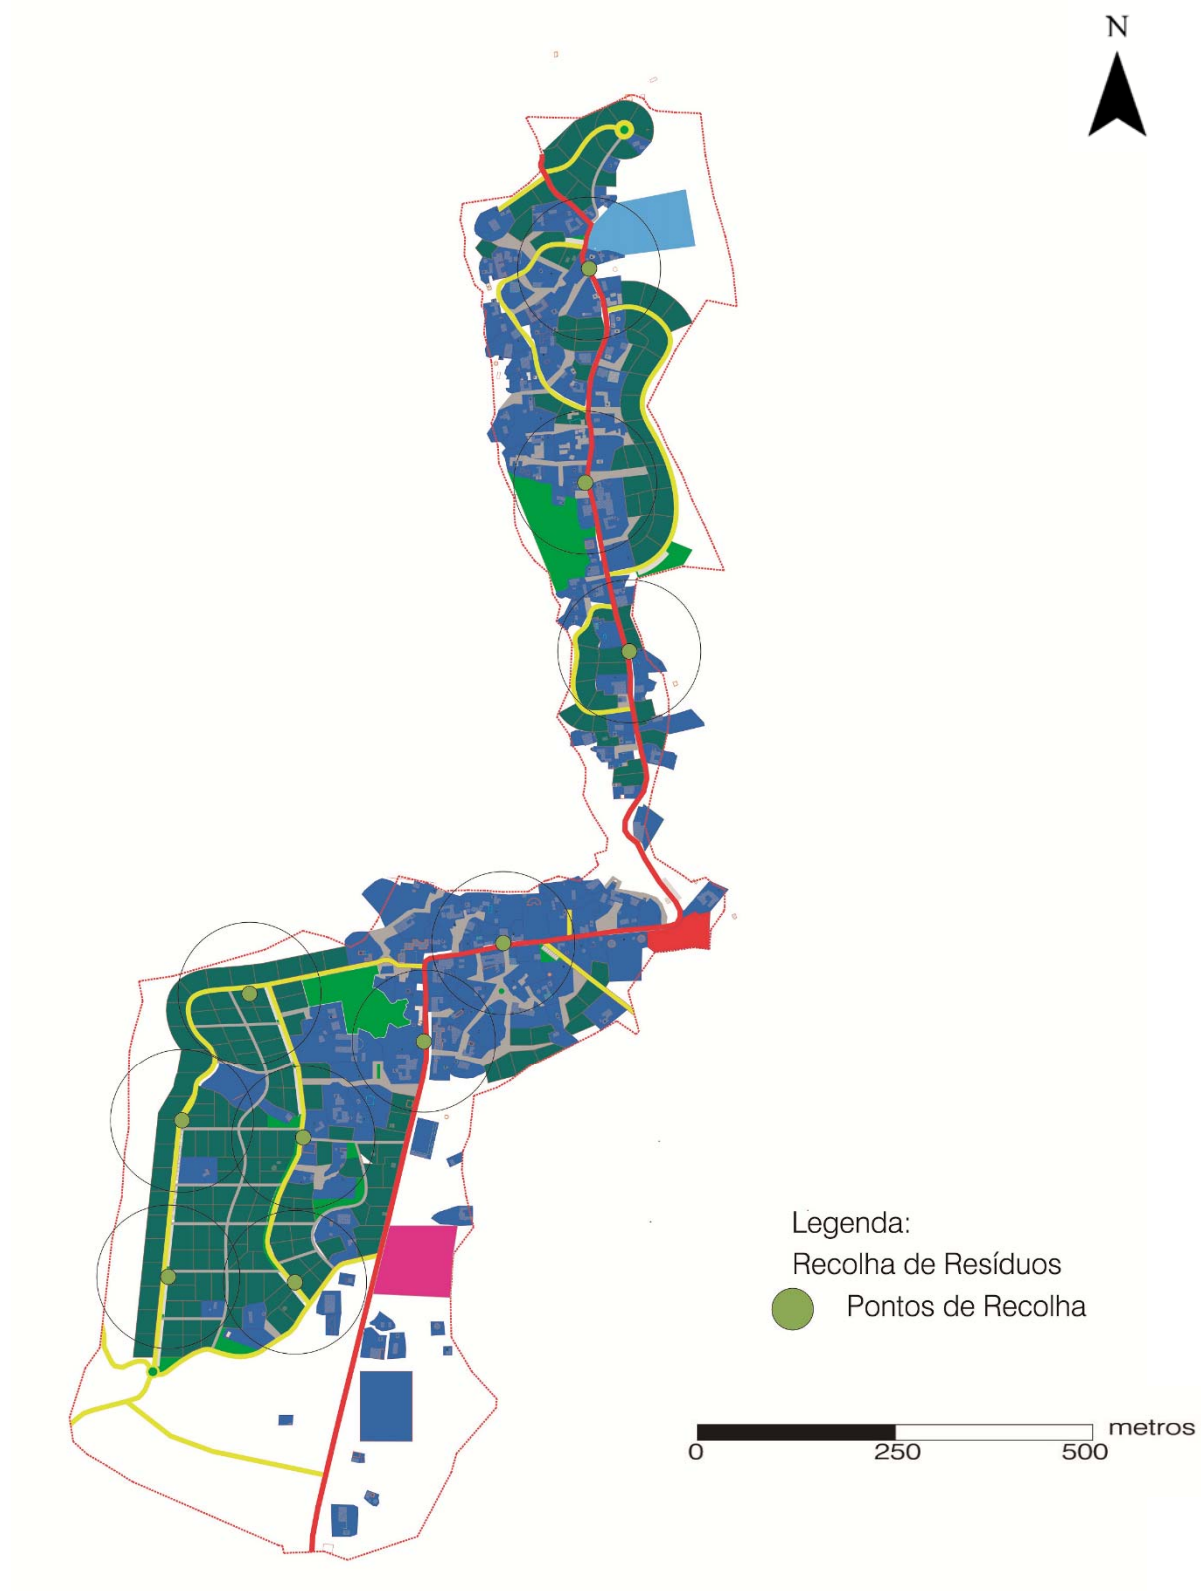 N
Legenda:
Recolha de Resíduos
Pontos de Recolha
metros
0 250 500